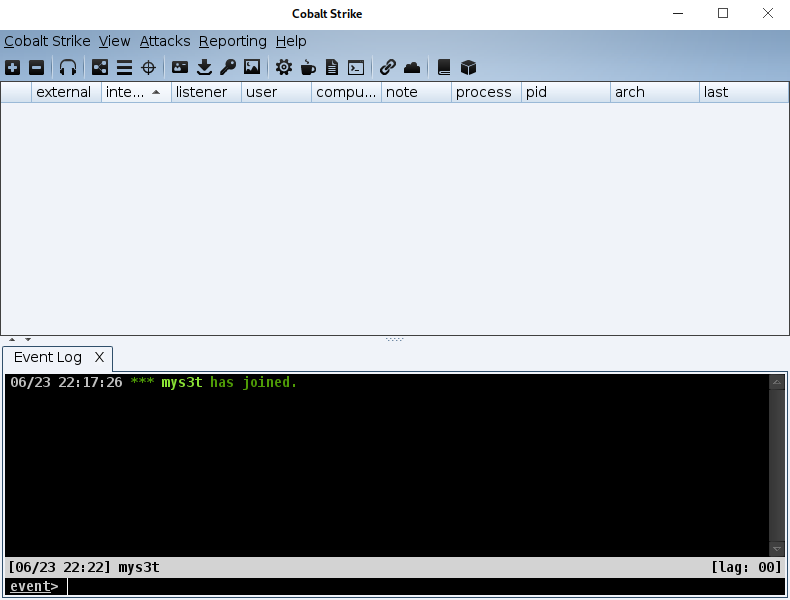 Cobalt Strike
Cobalt Strike View Attacks Reporting Help
external inte... listener user compu... note process pid arch last
Event Log X
06/23 22:17:26 *** mys3t has joined.
[06/23 22:22] mys3t [lag: 00]
event>